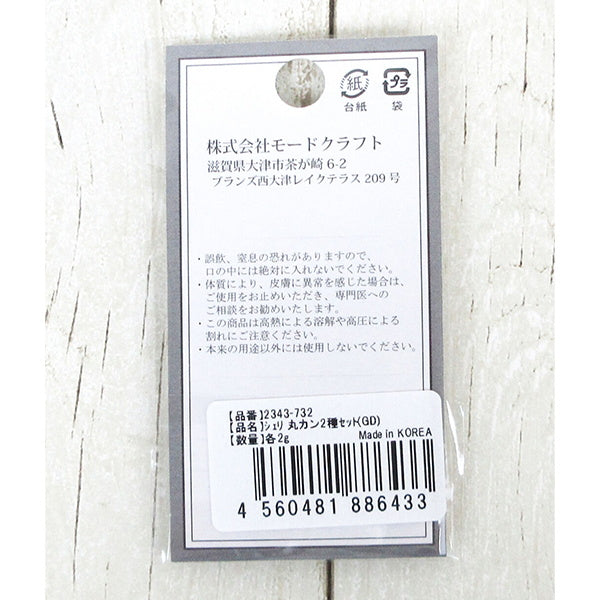 紙 プラ
台紙 袋
株式会社モードクラフト
滋賀県大津市茶が崎 6-2
ブランズ西大津レイクテラス 209 号
・誤飲、窒息の恐れがありますので、
口の中には絶対に入れないでください。
・体質により、皮膚に異常を感じた場合は、
ご使用をお止めいただき、専門医への
ご相談をお勧めいたします。
・この商品は高熱による溶解や高圧による
割れにご注意ください。
・本来の用途以外には使用しないでください。
【品番】2343-732
【品名】ｼｪﾘ 丸カン2種ｾｯﾄ(GD)
【数量】各2g Made in KOREA
4 560481 886433